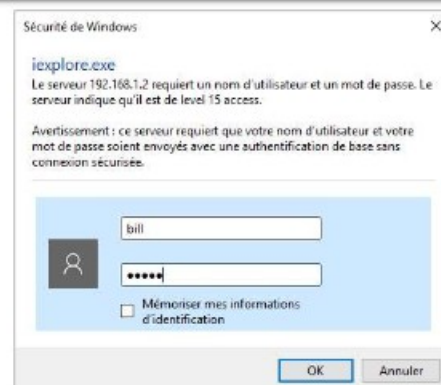 Sécurité de Windows
iexplore.exe
Le serveur 192.168.1.2 requiert un nom d'utilisateur et un mot de passe. Le
serveur indique qu'il est de level 15 access.
Avertissement : ce serveur requiert que votre nom d'utilisateur et votre
mot de passe soient envoyés avec une authentification de base sans
connexion sécurisée.
bill
•••••
Mémoriser mes informations
d'identification
OK
Annuler